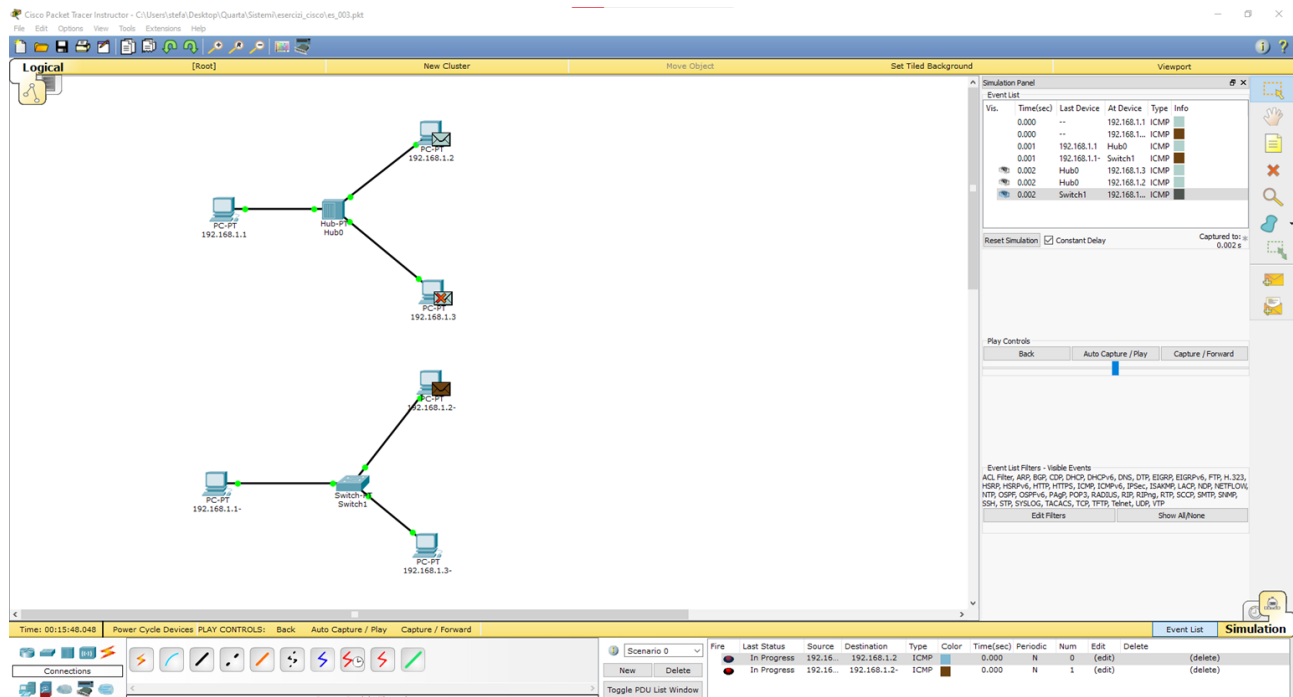 Cisco Packet Tracer Instructor - C:\Users\stefa\Desktop\Quarta\Sistemi\esercizi_cisco\es_003.pkt
File Edit Options View Tools Extensions Help
Logical [Root] New Cluster Move Object Set Tiled Background Viewport
Simulation Panel
Event List
Vis. Time(sec) Last Device At Device Type Info
0.000 -- 192.168.1.1 ICMP
0.000 -- 192.168.1... ICMP
0.001 192.168.1.1 Hub0 ICMP
0.001 192.168.1.1- Switch1 ICMP
0.002 Hub0 192.168.1.3 ICMP
0.002 Hub0 192.168.1.2 ICMP
0.002 Switch1 192.168.1... ICMP
Reset Simulation Constant Delay Captured to: *
0.002 s
Play Controls
Back Auto Capture / Play Capture / Forward
Event List Filters - Visible Events
ACL Filter, ARP, BGP, CDP, DHCP, DHCPv6, DNS, DTP, EIGRP, EIGRPv6, FTP, H.323,
HSRP, HSRPv6, HTTP, HTTPS, ICMP, ICMPv6, IPSec, ISAKMP, LACP, NDP, NETFLOW,
NTP, OSPF, OSPFv6, PAgP, POP3, RADIUS, RIP, RIPng, RTP, SCCP, SMTP, SNMP,
SSH, STP, SYSLOG, TACACS, TCP, TFTP, Telnet, UDP, VTP
Edit Filters Show All/None
PC-PT
192.168.1.2
PC-PT
192.168.1.1
Hub-PT
Hub0
PC-PT
192.168.1.3
PC-PT
192.168.1.2-
PC-PT
192.168.1.1-
Switch-PT
Switch1
PC-PT
192.168.1.3-
Time: 00:15:48.048 Power Cycle Devices PLAY CONTROLS: Back Auto Capture / Play Capture / Forward
Event List Simulation
Connections
Scenario 0
New Delete
Toggle PDU List Window
Fire Last Status Source Destination Type Color Time(sec) Periodic Num Edit Delete
In Progress 192.16... 192.168.1.2 ICMP 0.000 N 0 (edit) (delete)
In Progress 192.16... 192.168.1.2- ICMP 0.000 N 1 (edit) (delete)